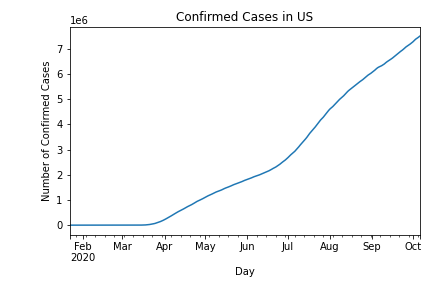 Confirmed Cases in US
1e6
7
6
5
4
3
2
1
0
Number of Confirmed Cases
Feb Mar Apr May Jun Jul Aug Sep Oct
2020
Day